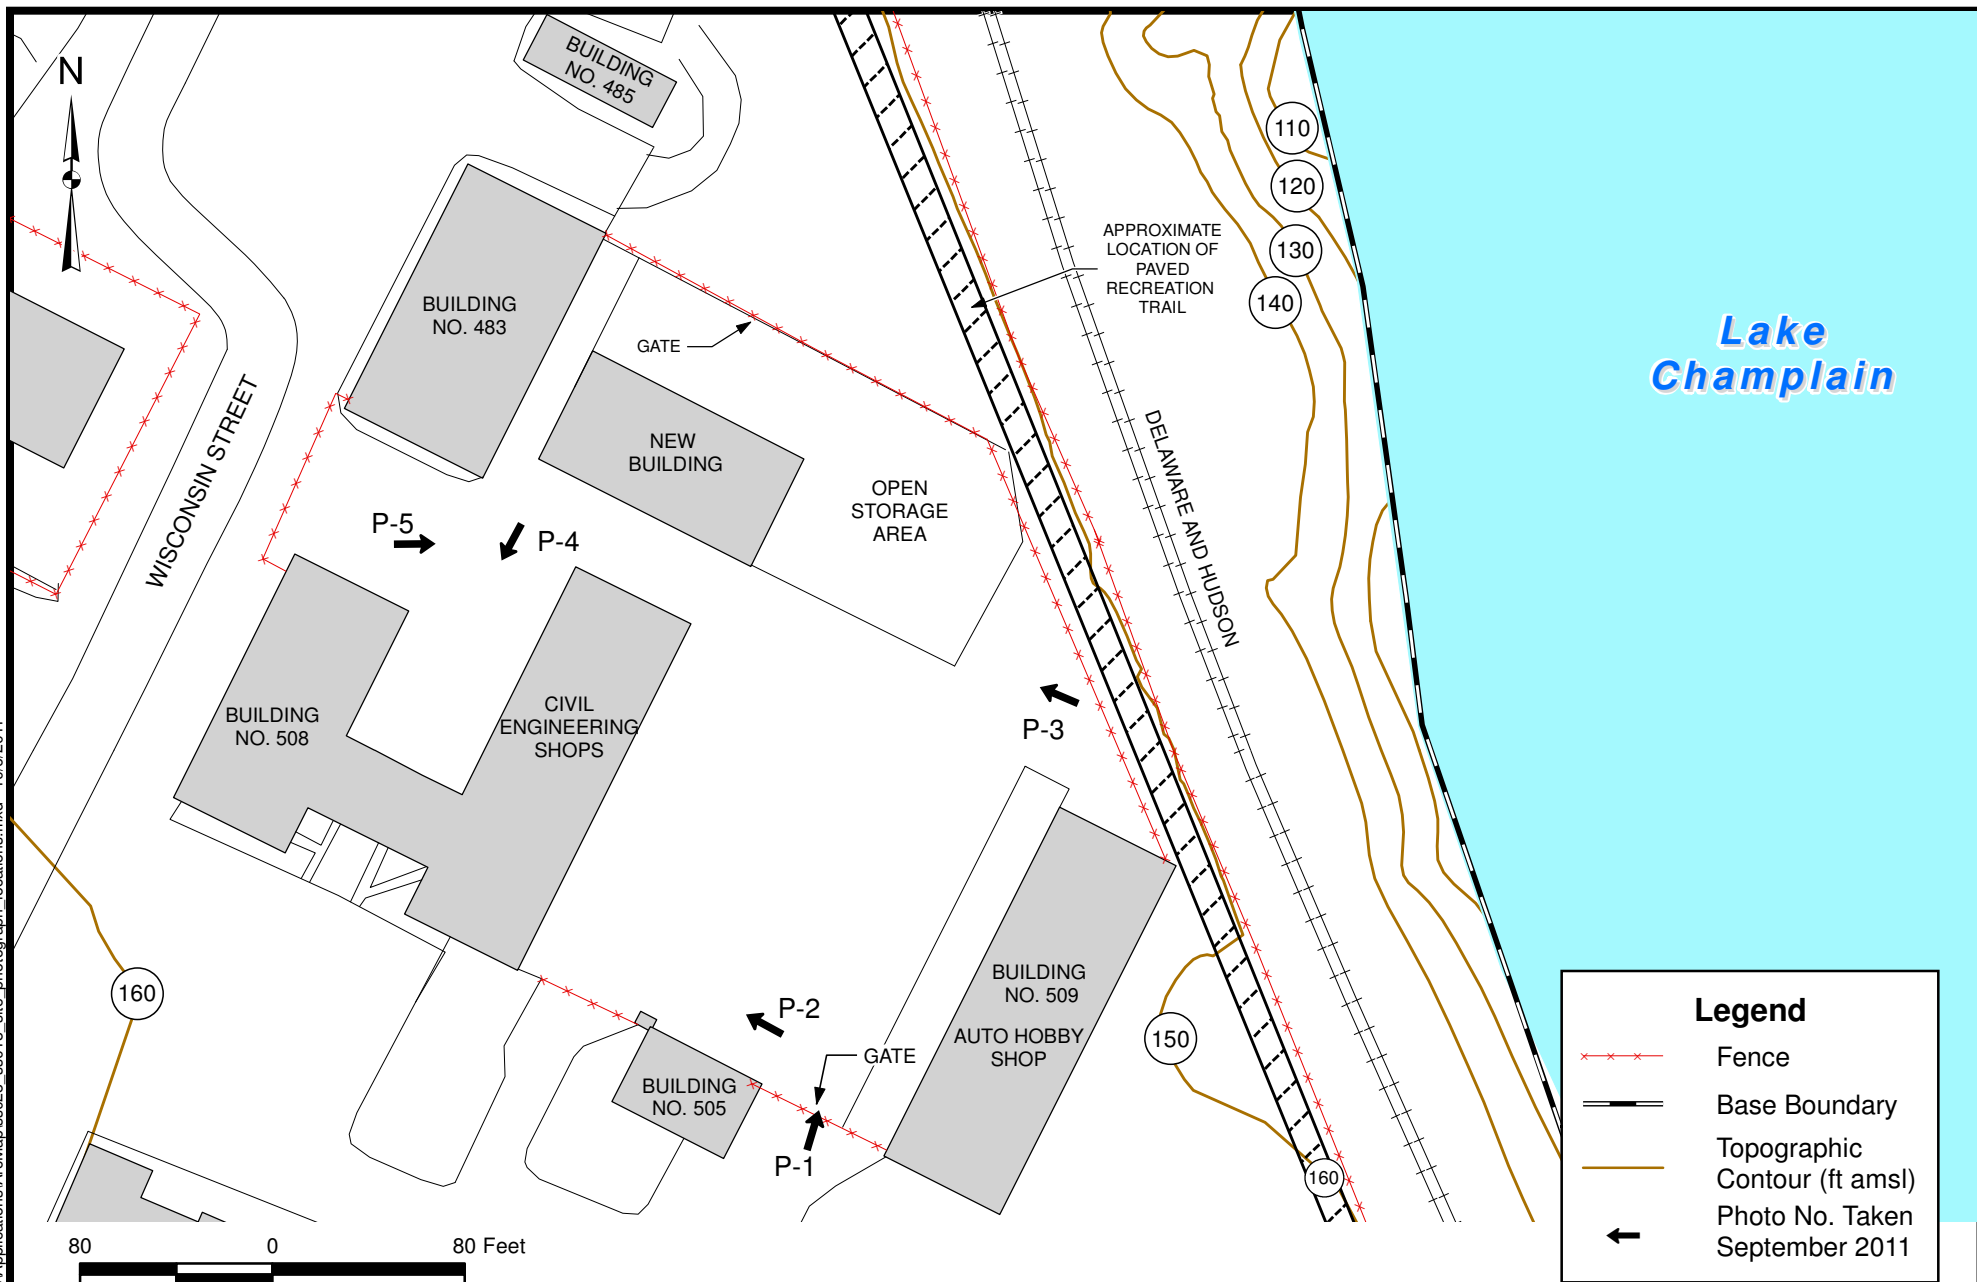 N
BUILDING
NO. 485
110
120
130
140
APPROXIMATE
LOCATION OF
PAVED
RECREATION
TRAIL
BUILDING
NO. 483
GATE
Lake
Champlain
WISCONSIN STREET
NEW
BUILDING
DELAWARE AND HUDSON
OPEN
STORAGE
AREA
P-5
P-4
P-3
BUILDING
NO. 508
CIVIL
ENGINEERING
SHOPS
160
BUILDING
NO. 509
AUTO HOBBY
SHOP
P-2
GATE
150
BUILDING
NO. 505
P-1
160
Legend
Fence
Base Boundary
Topographic
Contour (ft amsl)
Photo No. Taken
September 2011
80 0 80 Feet